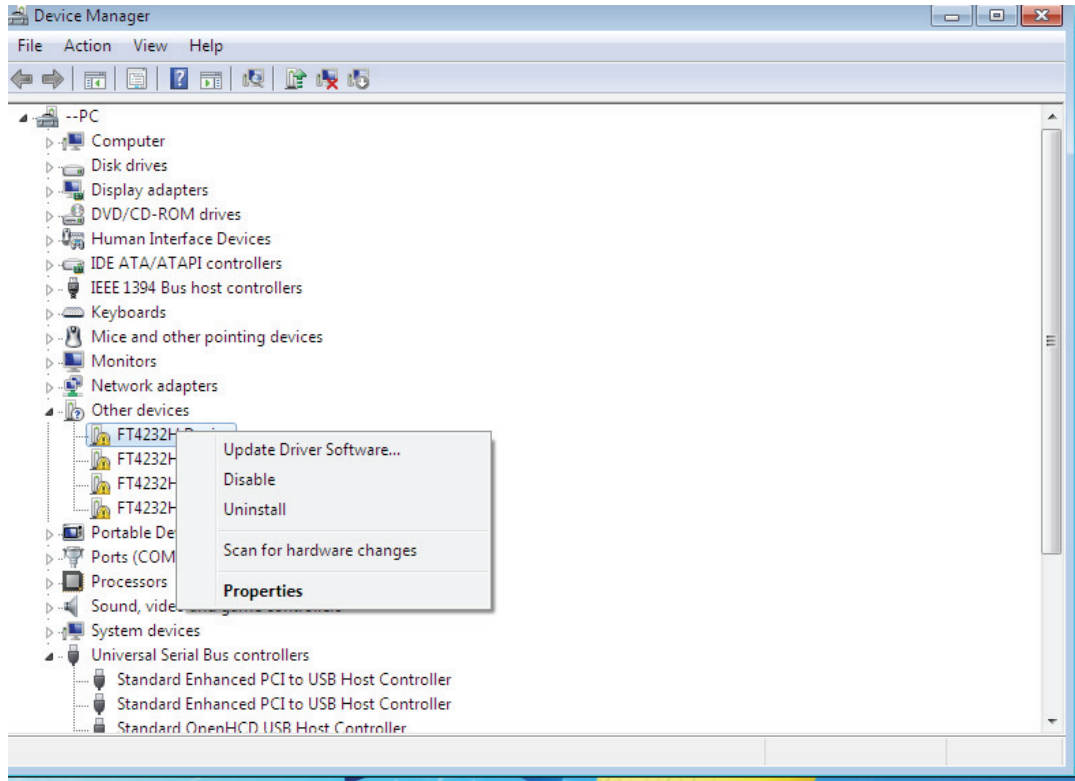 Device Manager
File Action View Help
--PC
Computer
Disk drives
Display adapters
DVD/CD-ROM drives
Human Interface Devices
IDE ATA/ATAPI controllers
IEEE 1394 Bus host controllers
Keyboards
Mice and other pointing devices
Monitors
Network adapters
Other devices
FT4232H
FT4232H
FT4232H
FT4232H
Update Driver Software...
Disable
Uninstall
Scan for hardware changes
Properties
Portable De
Ports (COM
Processors
Sound, vide
System devices
Universal Serial Bus controllers
Standard Enhanced PCI to USB Host Controller
Standard Enhanced PCI to USB Host Controller
Standard OpenHCD USB Host Controller